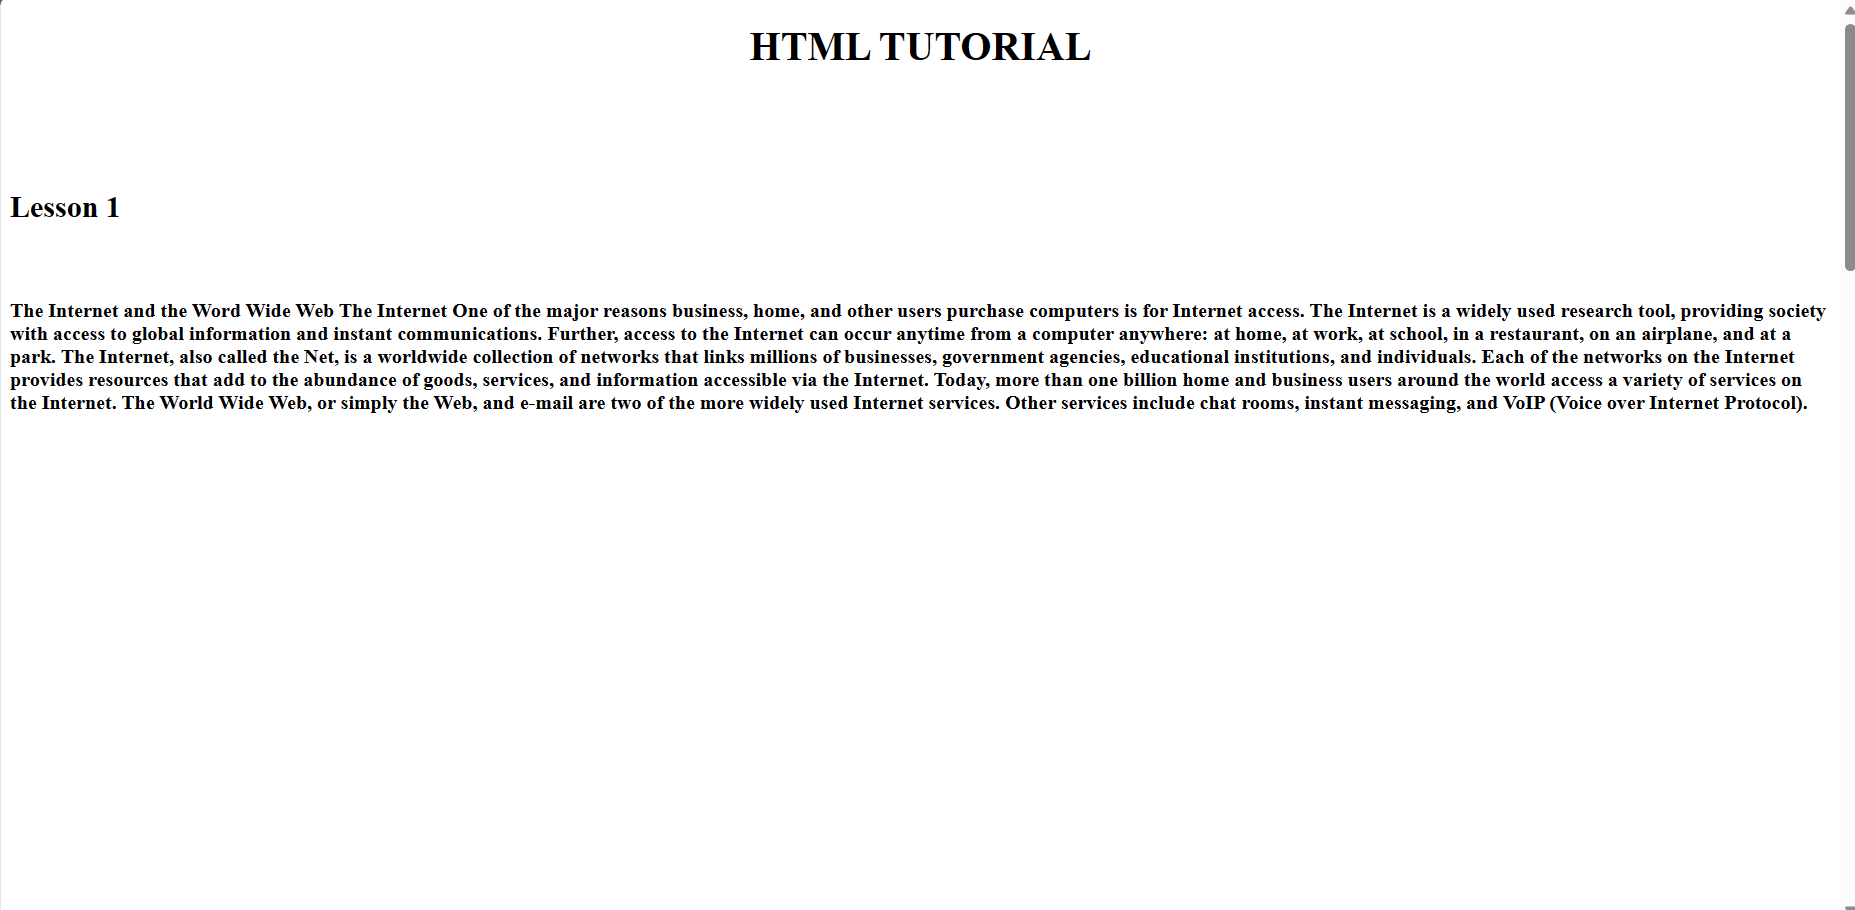 HTML TUTORIAL
Lesson 1
The Internet and the Word Wide Web The Internet One of the major reasons business, home, and other users purchase computers is for Internet access. The Internet is a widely used research tool, providing society
with access to global information and instant communications. Further, access to the Internet can occur anytime from a computer anywhere: at home, at work, at school, in a restaurant, on an airplane, and at a
park. The Internet, also called the Net, is a worldwide collection of networks that links millions of businesses, government agencies, educational institutions, and individuals. Each of the networks on the Internet
provides resources that add to the abundance of goods, services, and information accessible via the Internet. Today, more than one billion home and business users around the world access a variety of services on
the Internet. The World Wide Web, or simply the Web, and e-mail are two of the more widely used Internet services. Other services include chat rooms, instant messaging, and VoIP (Voice over Internet Protocol).